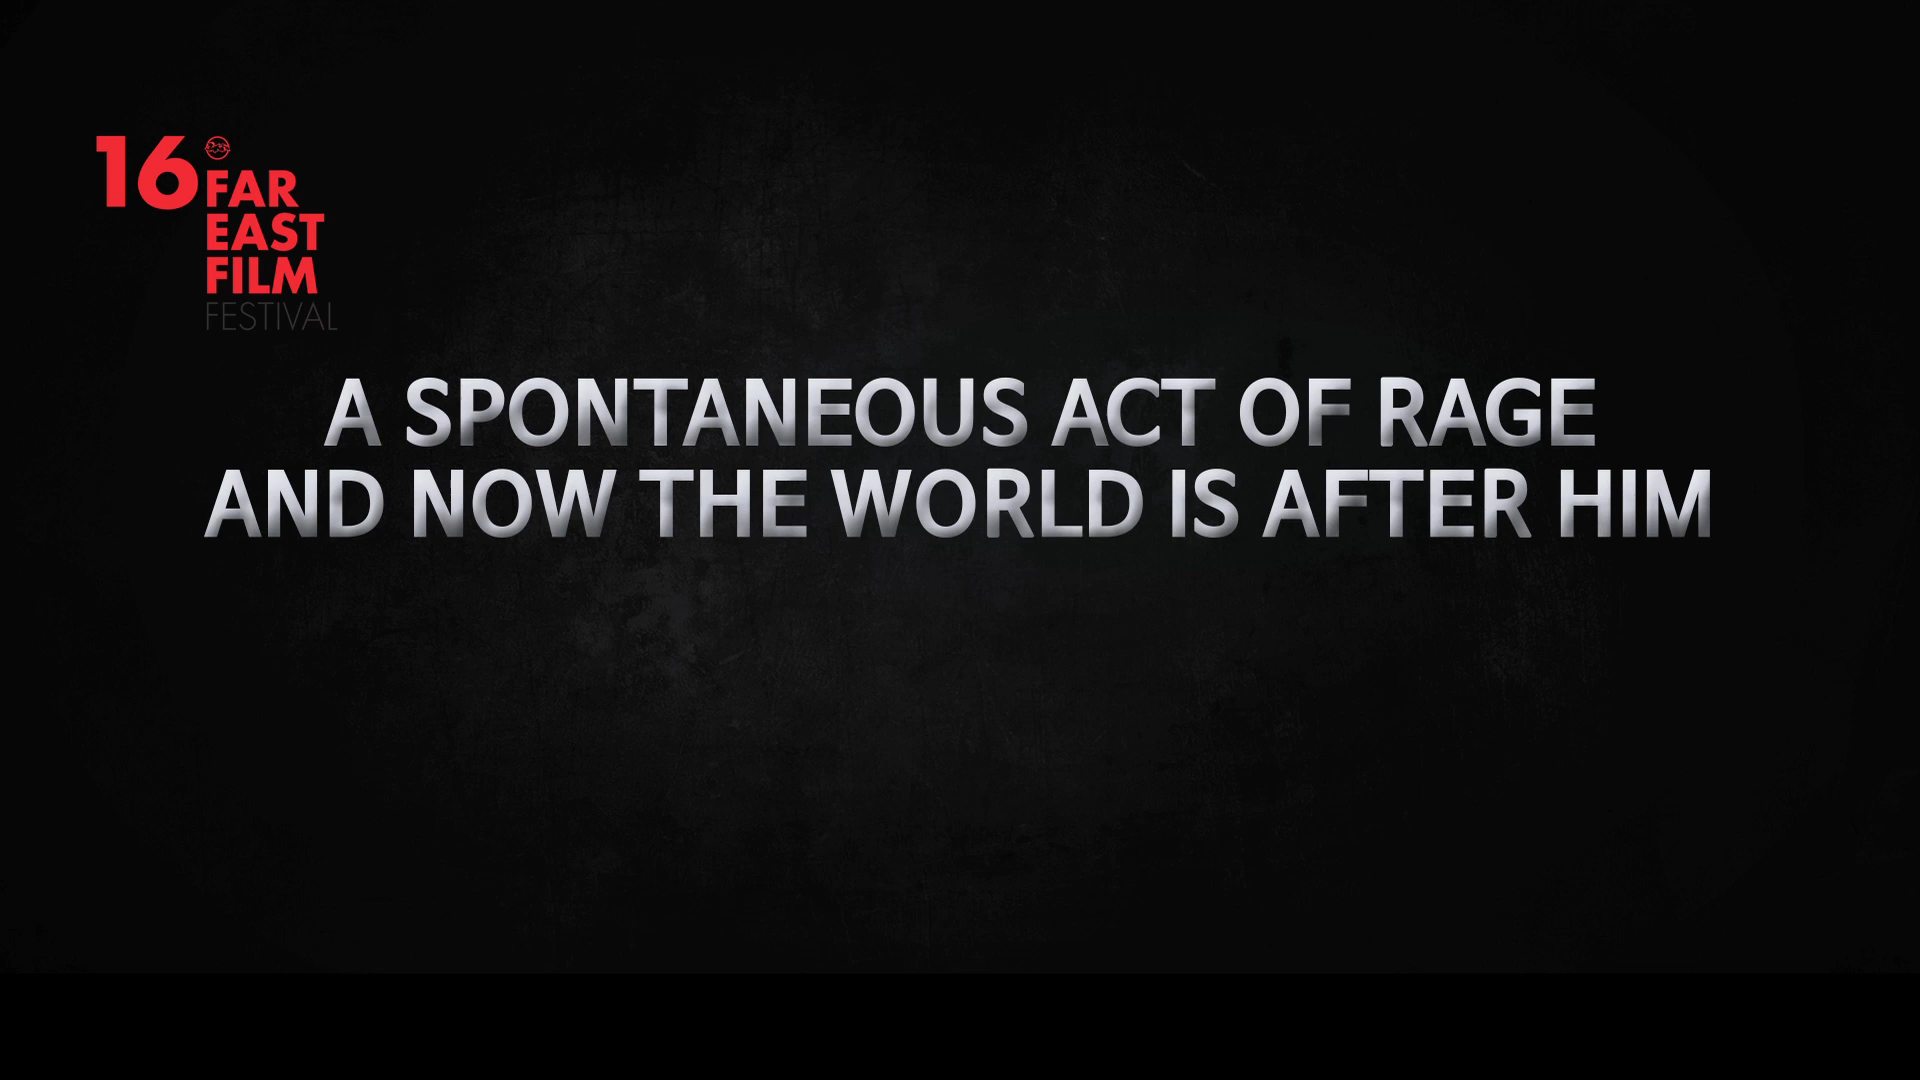 16
FAR
EAST
FILM
FESTIVAL
A SPONTANEOUS ACT OF RAGE
AND NOW THE WORLD IS AFTER HIM